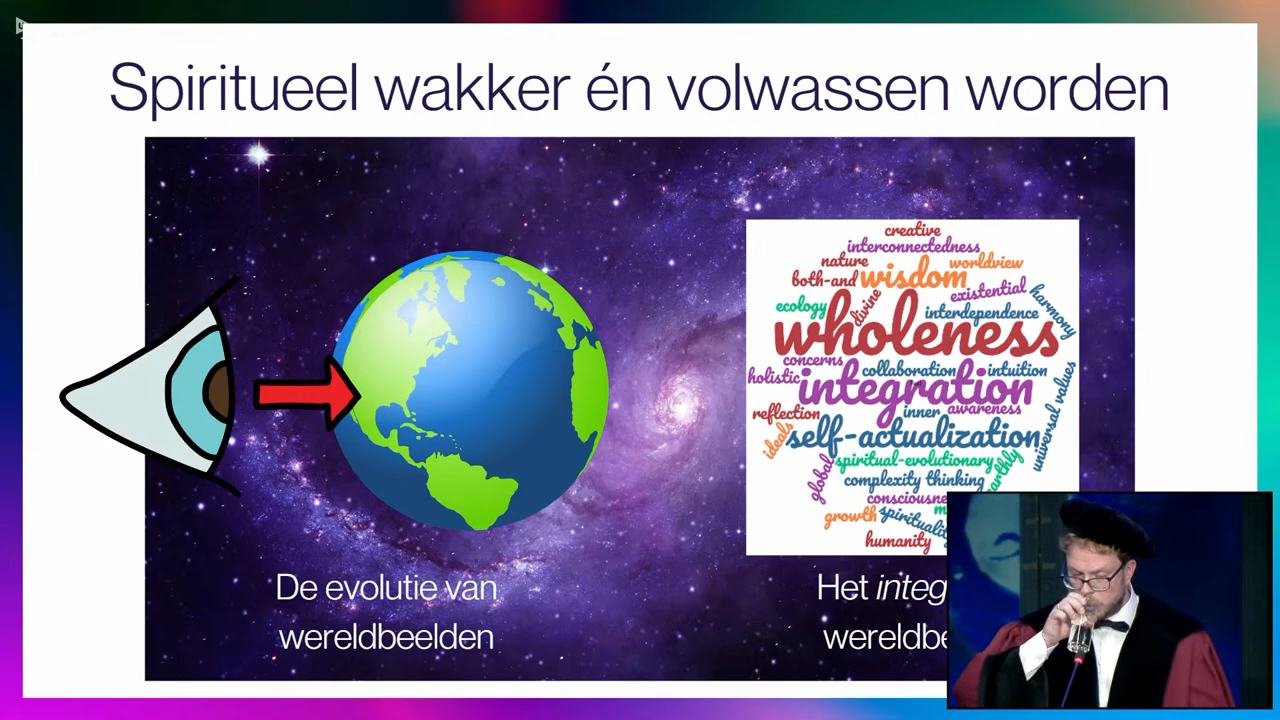 Spiritueel wakker én volwassen worden
creative
interconnectedness
nature
worldview
both-and
wisdom
existential
harmony
ecology
divine
interdependence
wholeness
concerns
collaboration
intuition
holistic
integration
universal values
reflection
inner
awareness
ideals
self-actualization
spiritual-evolutionary
global
complexity thinking
growth
humanity
De evolutie van
wereldbeelden
Het integ
wereldbe